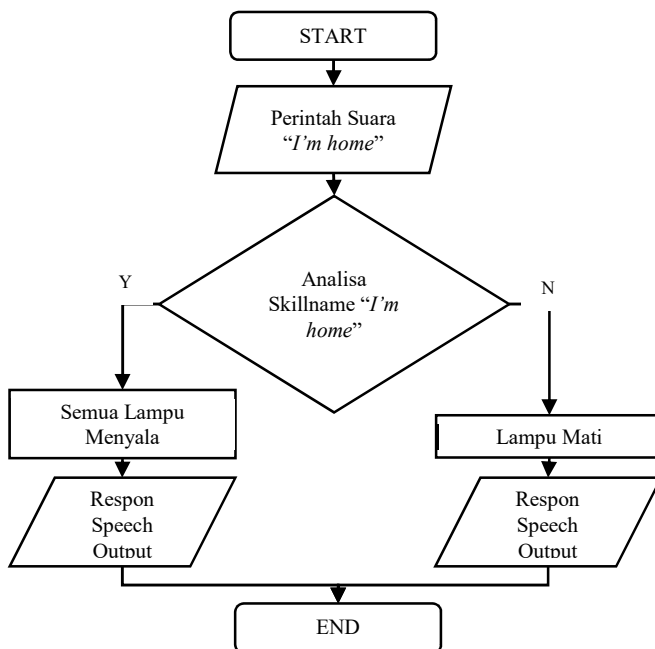 START
Perintah Suara
“I’m home”
Analisa
Skillname “I’m
home”
Y
N
Semua Lampu
Menyala
Lampu Mati
Respon
Speech
Output
Respon
Speech
Output
END